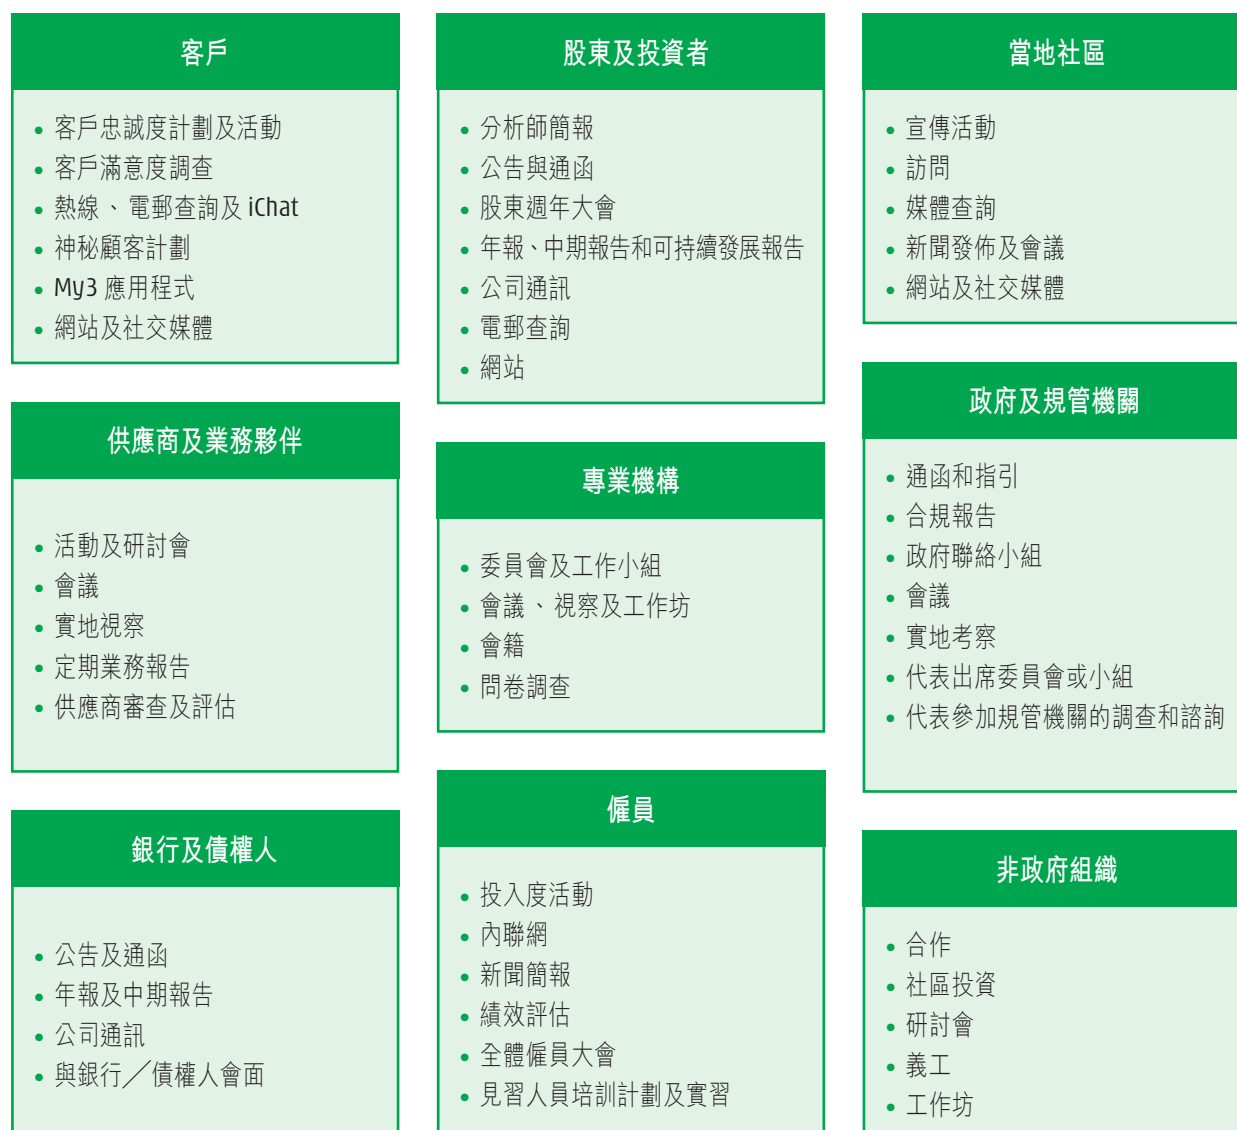 客戶
客戶忠誠度計劃及活動
客戶滿意度調查
熱線、電郵查詢及 iChat
神秘顧客計劃
My3 應用程式
網站及社交媒體
供應商及業務夥伴
活動及研討會
會議
實地視察
定期業務報告
供應商審查及評估
銀行及債權人
公告及通函
年報及中期報告
公司通訊
與銀行／債權人會面
股東及投資者
分析師簡報
公告與通函
股東週年大會
年報、中期報告和可持續發展報告
公司通訊
電郵查詢
網站
專業機構
委員會及工作小組
會議、視察及工作坊
會籍
問卷調查
僱員
投入度活動
內聯網
新聞簡報
績效評估
全體僱員大會
見習人員培訓計劃及實習
當地社區
宣傳活動
訪問
媒體查詢
新聞發佈及會議
網站及社交媒體
政府及規管機關
通函和指引
合規報告
政府聯絡小組
會議
實地考察
代表出席委員會或小組
代表參加規管機關的調查和諮詢
非政府組織
合作
社區投資
研討會
義工
工作坊